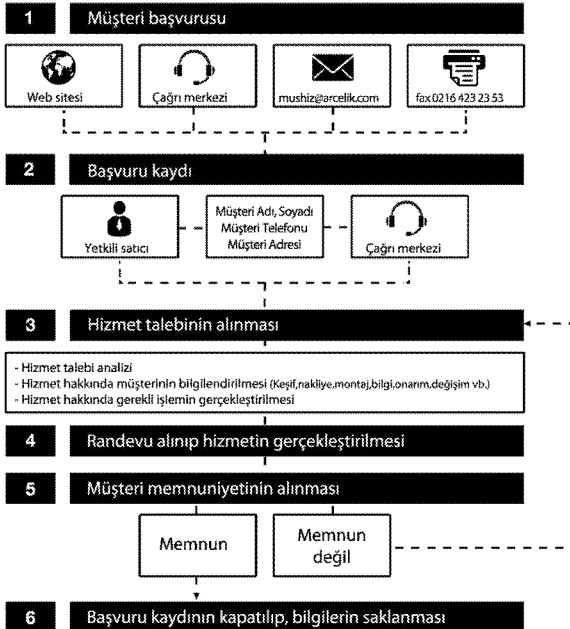 1 Müşteri başvurusu
Web sitesi
Çağrı merkezi
mushiz@arcelik.com
fax 0216 423 23 53
2 Başvuru kaydı
Yetkili satıcı
Müşteri Adı, Soyadı
Müşteri Telefonu
Müşteri Adresi
Çağrı merkezi
3 Hizmet talebinin alınması
- Hizmet talebi analizi
- Hizmet hakkında müşterinin bilgilendirilmesi (Keşif,nakliye,montaj,bilgi,onarım,değişim vb.)
- Hizmet hakkında gerekli işlemin gerçekleştirilmesi
4 Randevu alınıp hizmetin gerçekleştirilmesi
5 Müşteri memnuniyetinin alınması
Memnun
Memnun
değil
6 Başvuru kaydının kapatılıp, bilgilerin saklanması